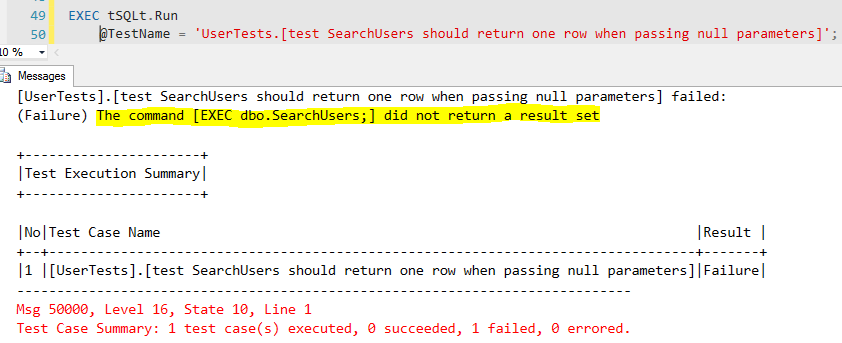 49 EXEC tSQLt.Run
50 @TestName = 'UserTests.[test SearchUsers should return one row when passing null parameters]';
10 %
Messages
[UserTests].[test SearchUsers should return one row when passing null parameters] failed:
(Failure) The command [EXEC dbo.SearchUsers;] did not return a result set
+----------------------+
|Test Execution Summary|
+----------------------+
|No|Test Case Name |Result |
+--+--------------------------------------------------------------------------------+-------+
|1 |[UserTests].[test SearchUsers should return one row when passing null parameters]|Failure|
-----------------------------------------------------------------------------
Msg 50000, Level 16, State 10, Line 1
Test Case Summary: 1 test case(s) executed, 0 succeeded, 1 failed, 0 errored.